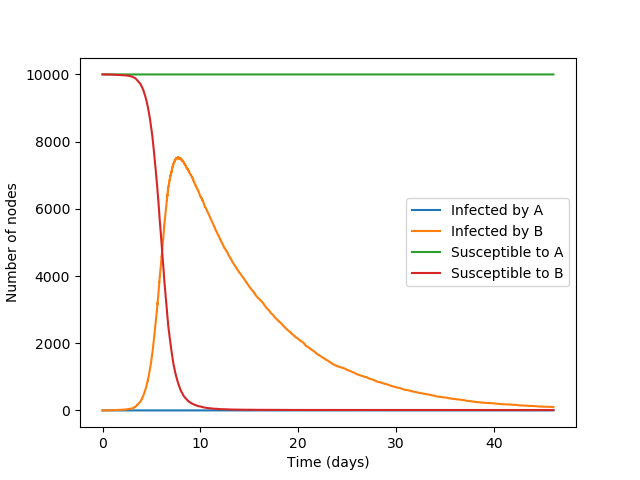 10000
8000
6000
4000
2000
0
Number of nodes
Infected by A
Infected by B
Susceptible to A
Susceptible to B
0 10 20 30 40
Time (days)